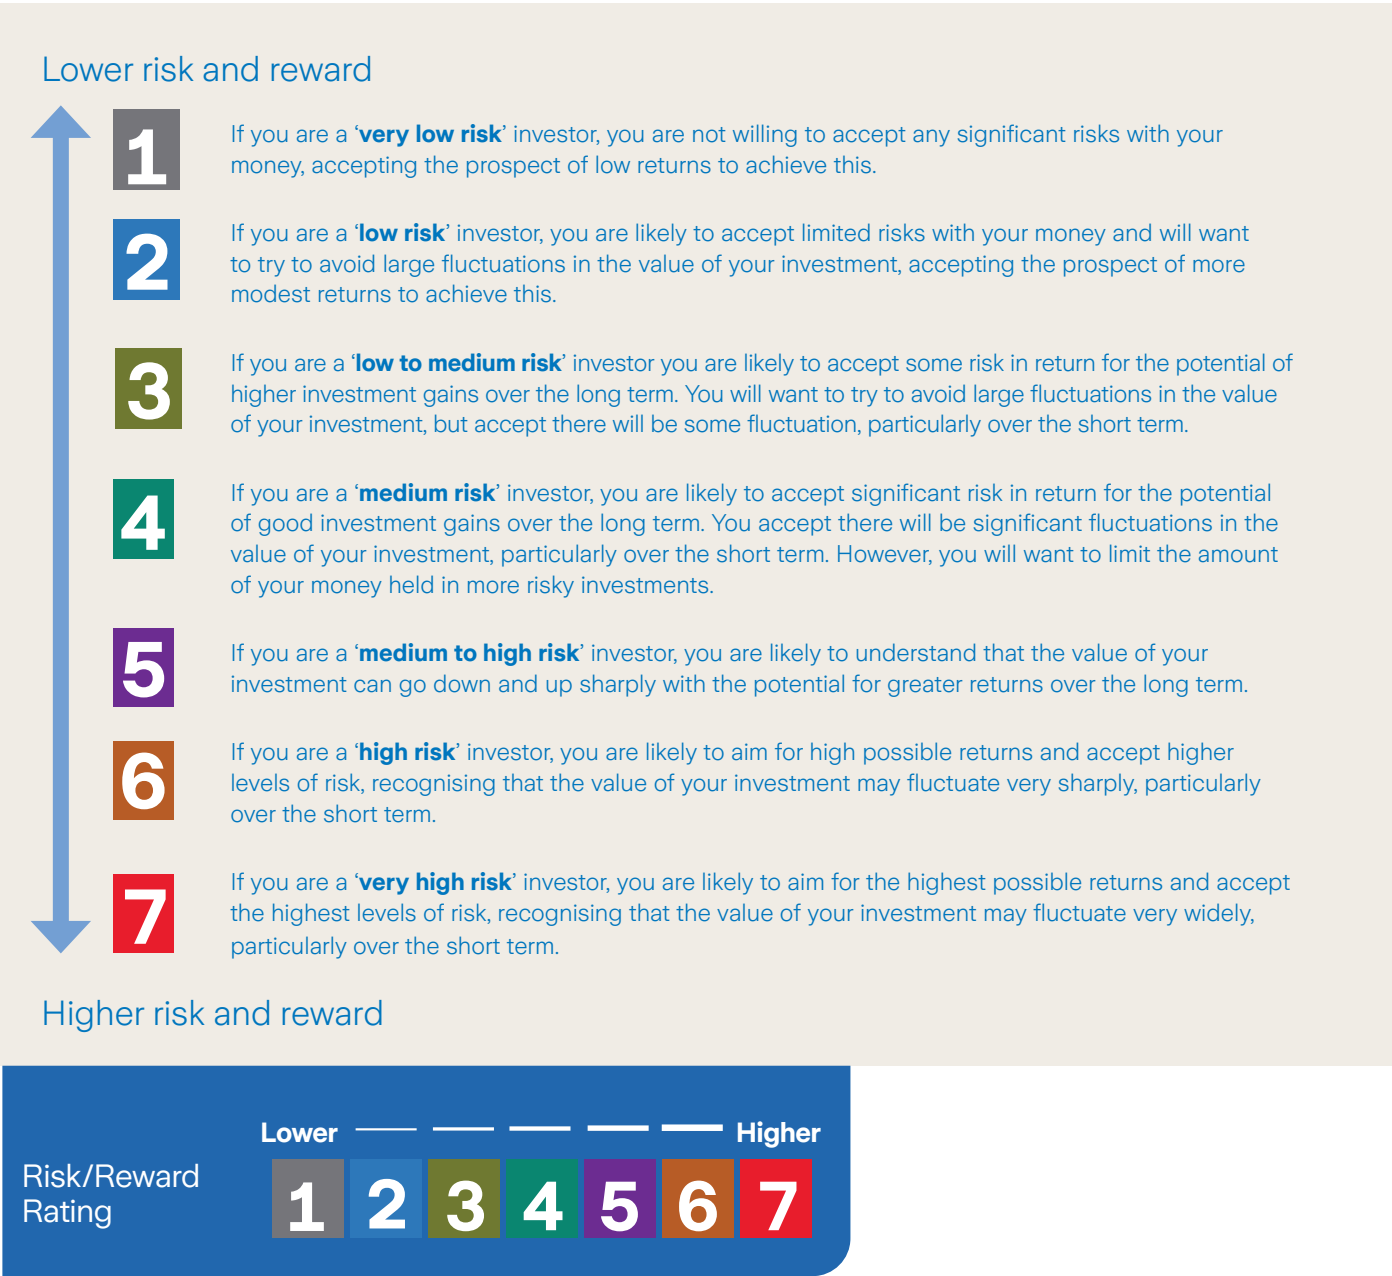 Lower risk and reward
1
If you are a ‘very low risk’ investor, you are not willing to accept any significant risks with your
money, accepting the prospect of low returns to achieve this.
2
If you are a ‘low risk’ investor, you are likely to accept limited risks with your money and will want
to try to avoid large fluctuations in the value of your investment, accepting the prospect of more
modest returns to achieve this.
3
If you are a ‘low to medium risk’ investor you are likely to accept some risk in return for the potential of
higher investment gains over the long term. You will want to try to avoid large fluctuations in the value
of your investment, but accept there will be some fluctuation, particularly over the short term.
4
If you are a ‘medium risk’ investor, you are likely to accept significant risk in return for the potential
of good investment gains over the long term. You accept there will be significant fluctuations in the
value of your investment, particularly over the short term. However, you will want to limit the amount
of your money held in more risky investments.
5
If you are a ‘medium to high risk’ investor, you are likely to understand that the value of your
investment can go down and up sharply with the potential for greater returns over the long term.
6
If you are a ‘high risk’ investor, you are likely to aim for high possible returns and accept higher
levels of risk, recognising that the value of your investment may fluctuate very sharply, particularly
over the short term.
7
If you are a ‘very high risk’ investor, you are likely to aim for the highest possible returns and accept
the highest levels of risk, recognising that the value of your investment may fluctuate very widely,
particularly over the short term.
Higher risk and reward
Lower Higher
Risk/Reward
Rating
1 2 3 4 5 6 7